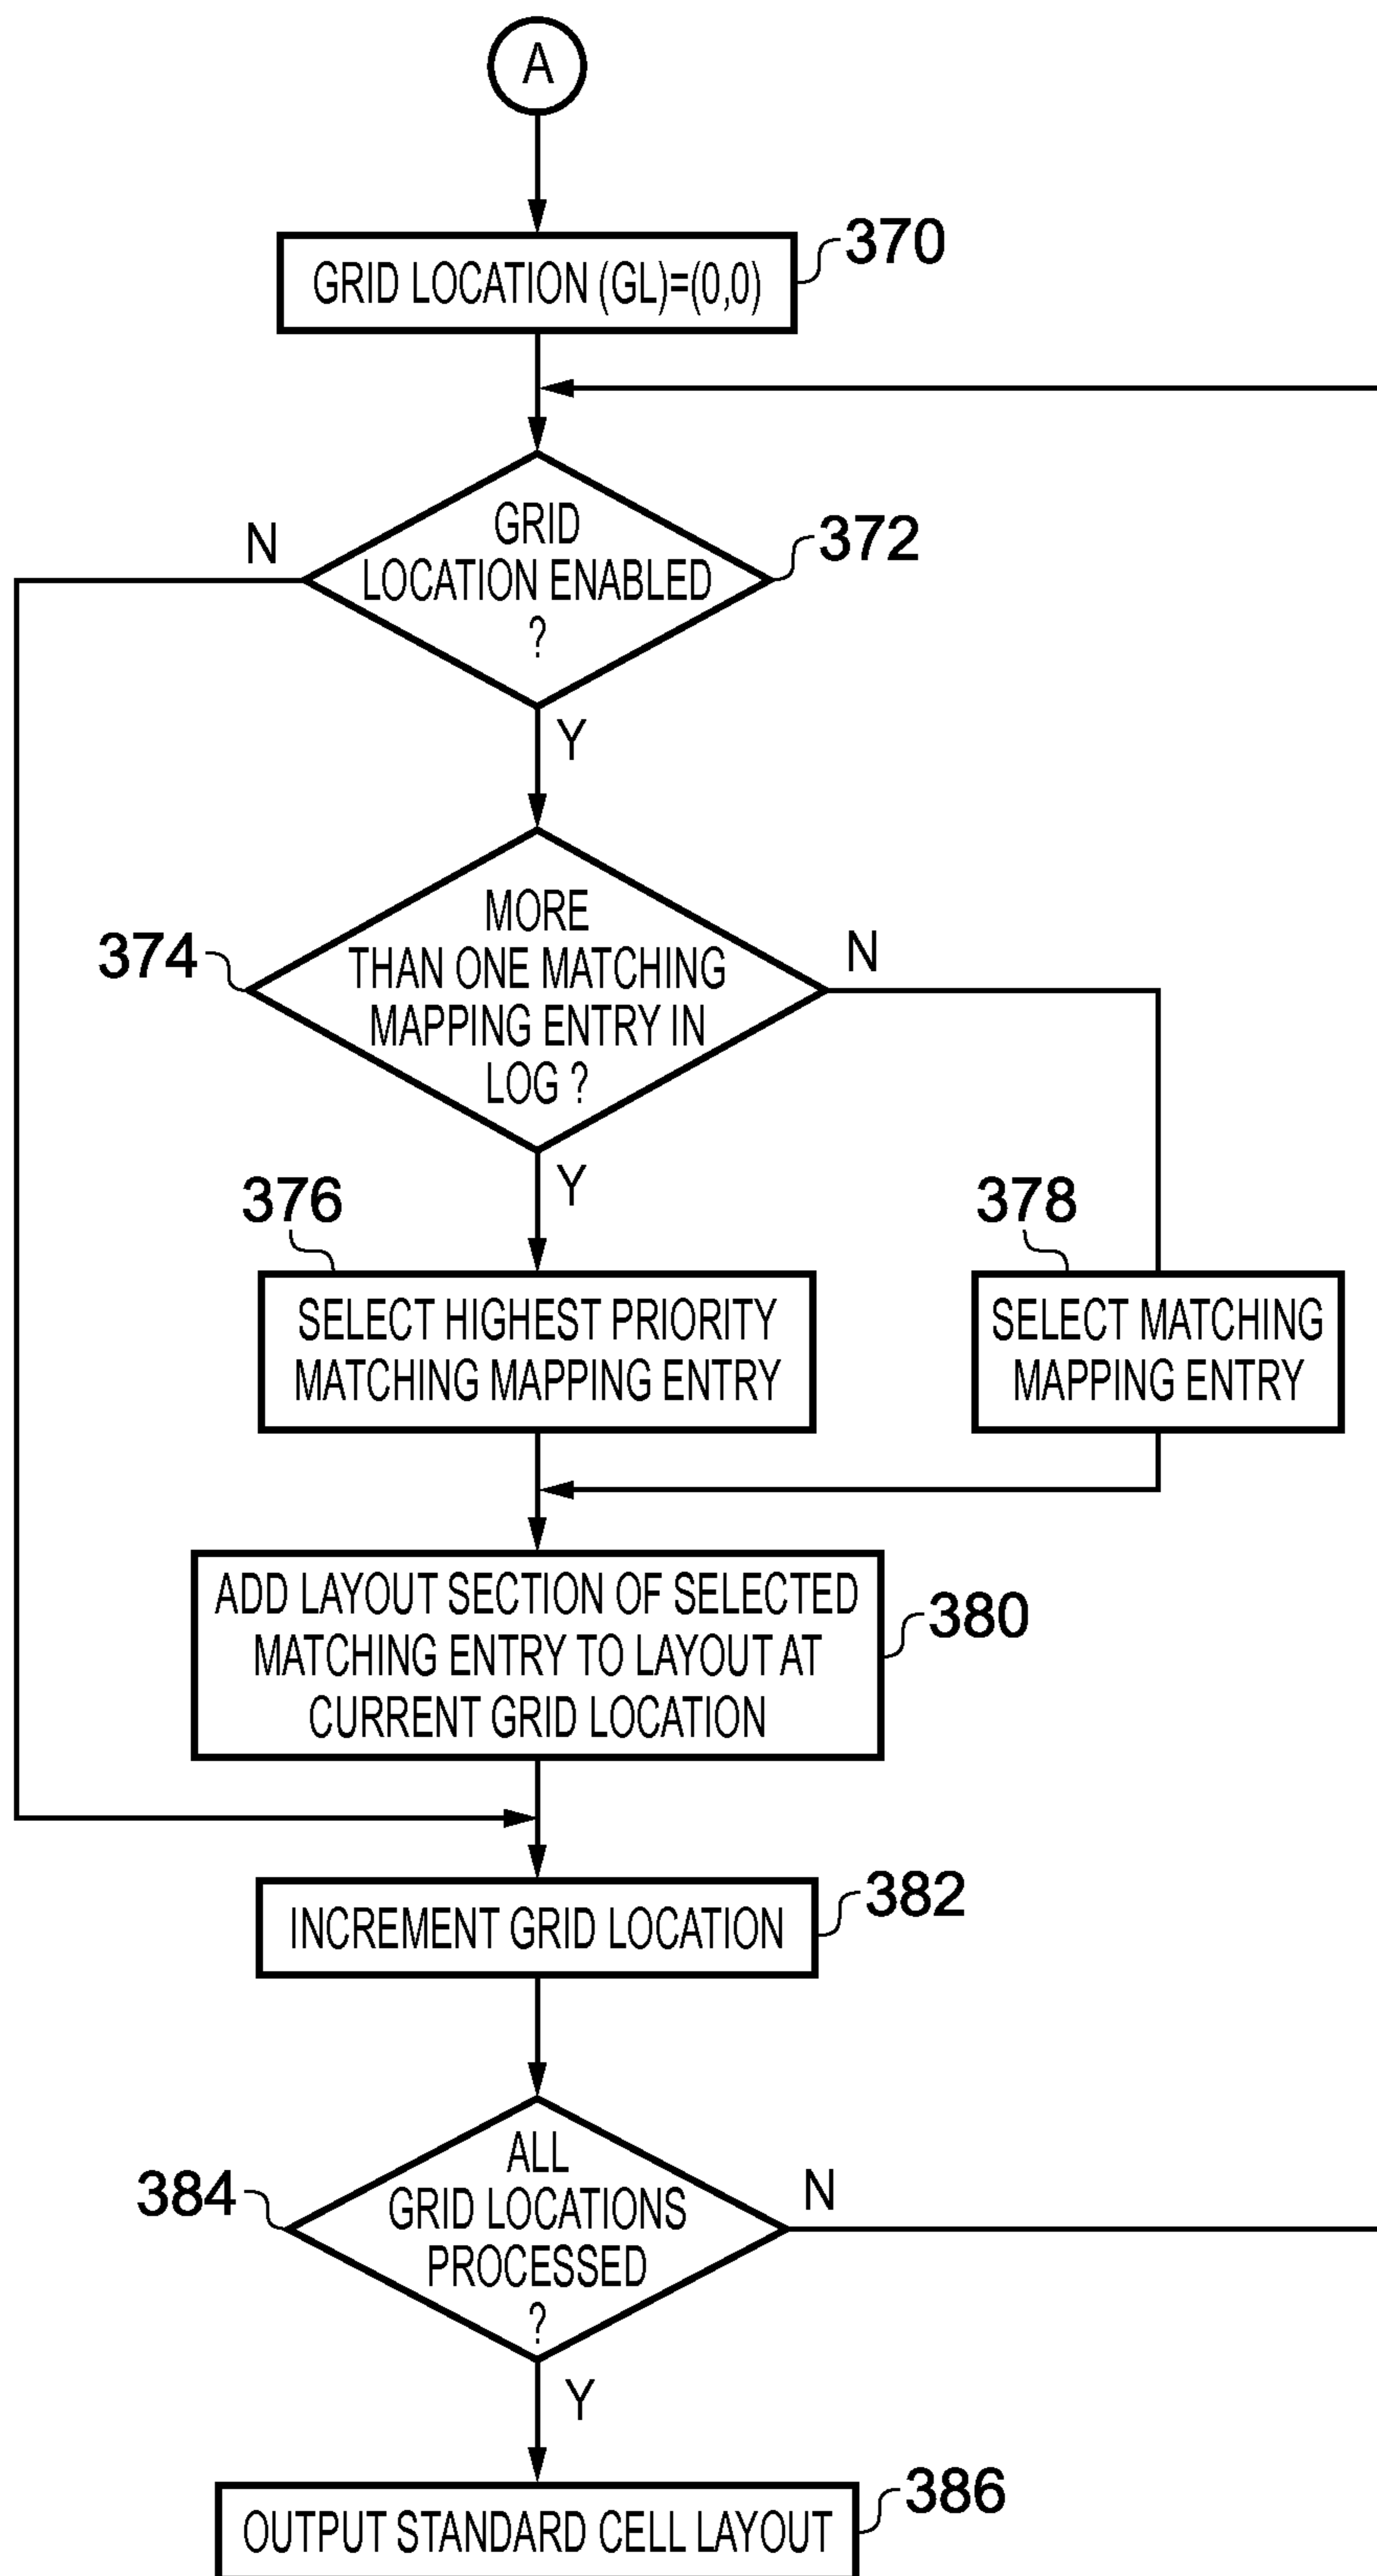 A
370
GRID LOCATION (GL)=(0,0)
N
GRID
LOCATION ENABLED
?
372
Y
374
MORE
THAN ONE MATCHING
MAPPING ENTRY IN
LOG ?
N
Y
376
378
SELECT HIGHEST PRIORITY
MATCHING MAPPING ENTRY
SELECT MATCHING
MAPPING ENTRY
ADD LAYOUT SECTION OF SELECTED
MATCHING ENTRY TO LAYOUT AT
CURRENT GRID LOCATION
380
382
INCREMENT GRID LOCATION
384
ALL
GRID LOCATIONS
PROCESSED
?
N
Y
386
OUTPUT STANDARD CELL LAYOUT